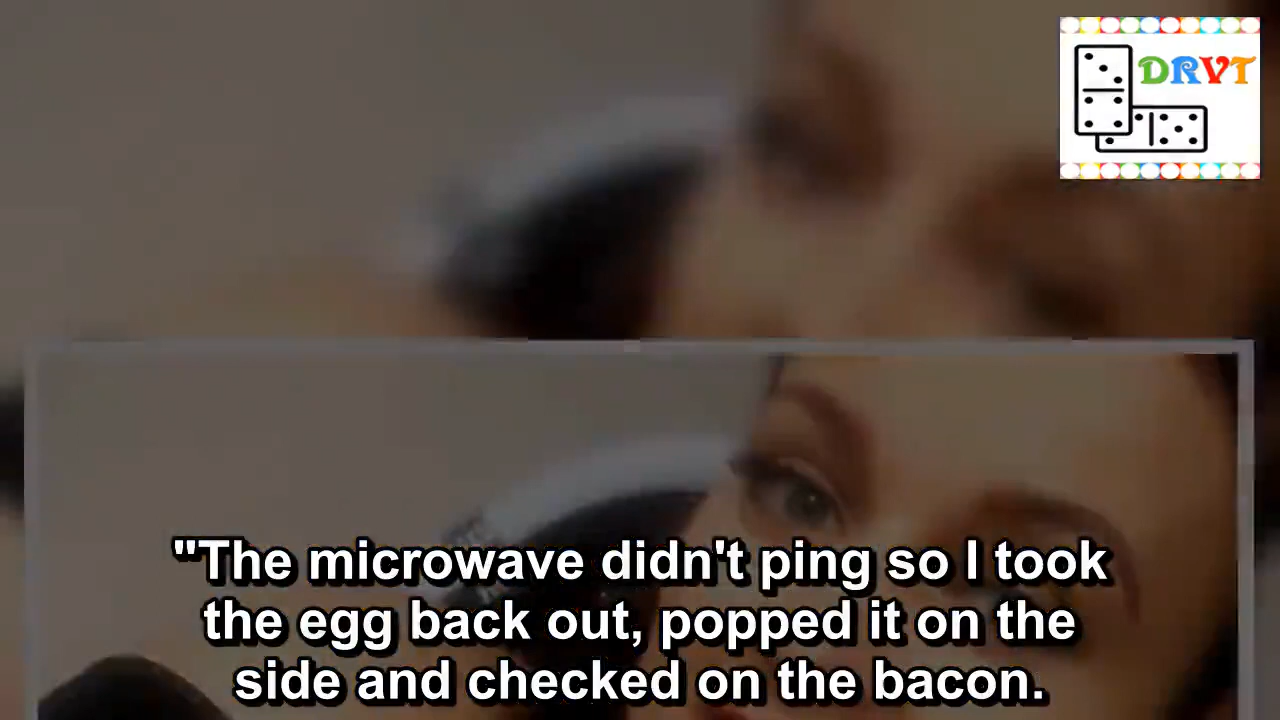 DRVT
"The microwave didn't ping so I took
the egg back out, popped it on the
side and checked on the bacon.